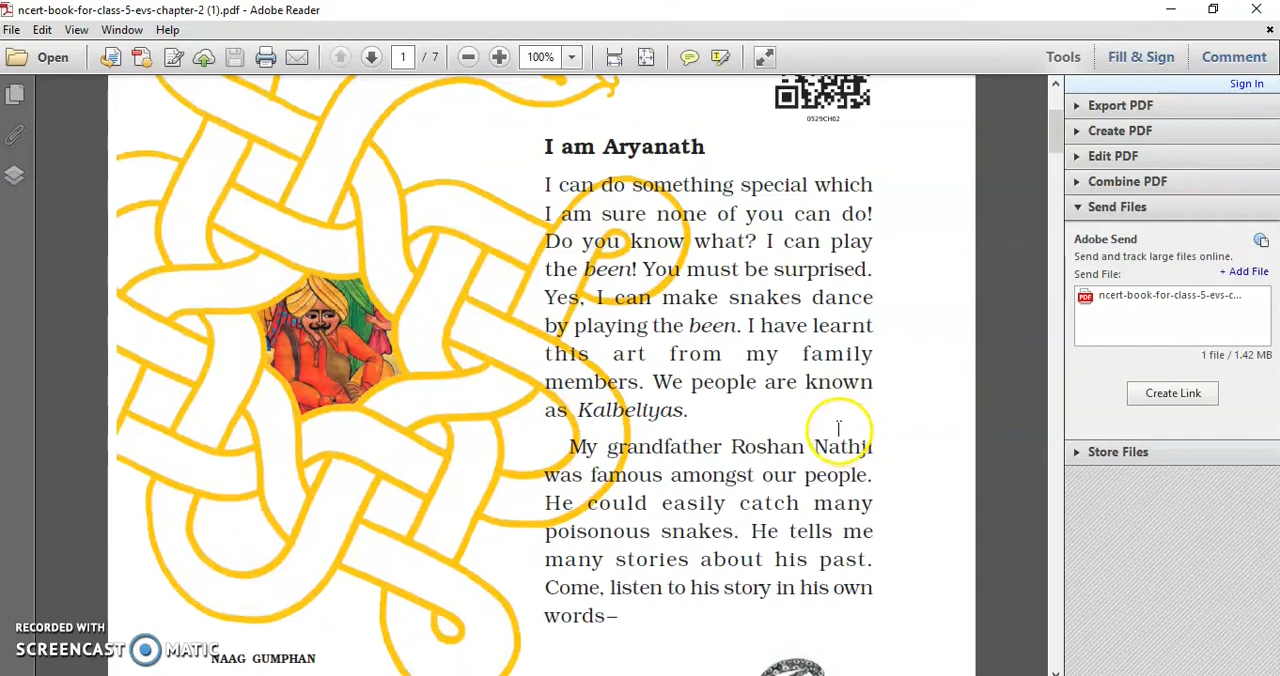 ncert-book-for-class-5-evs-chapter-2 (1).pdf - Adobe Reader
File Edit View Window Help
Open 1 / 7 100% Tools Fill & Sign Comment
Sign In
Export PDF
Create PDF
Edit PDF
Combine PDF
Send Files
Adobe Send
Send and track large files online.
Send File:
+ Add File
ncert-book-for-class-5-evs-c...
PDF
1 file / 1.42 MB
Create Link
Store Files
0529CH02
I am Aryanath
I can do something special which
I am sure none of you can do!
Do you know what? I can play
the been! You must be surprised.
Yes, I can make snakes dance
by playing the been. I have learnt
this art from my family
members. We people are known
as Kalbeliyas.
My grandfather Roshan Nathji
was famous amongst our people.
He could easily catch many
poisonous snakes. He tells me
many stories about his past.
Come, listen to his story in his own
words–
NAAG GUMPHAN
RECORDED WITH
SCREENCAST MATIC